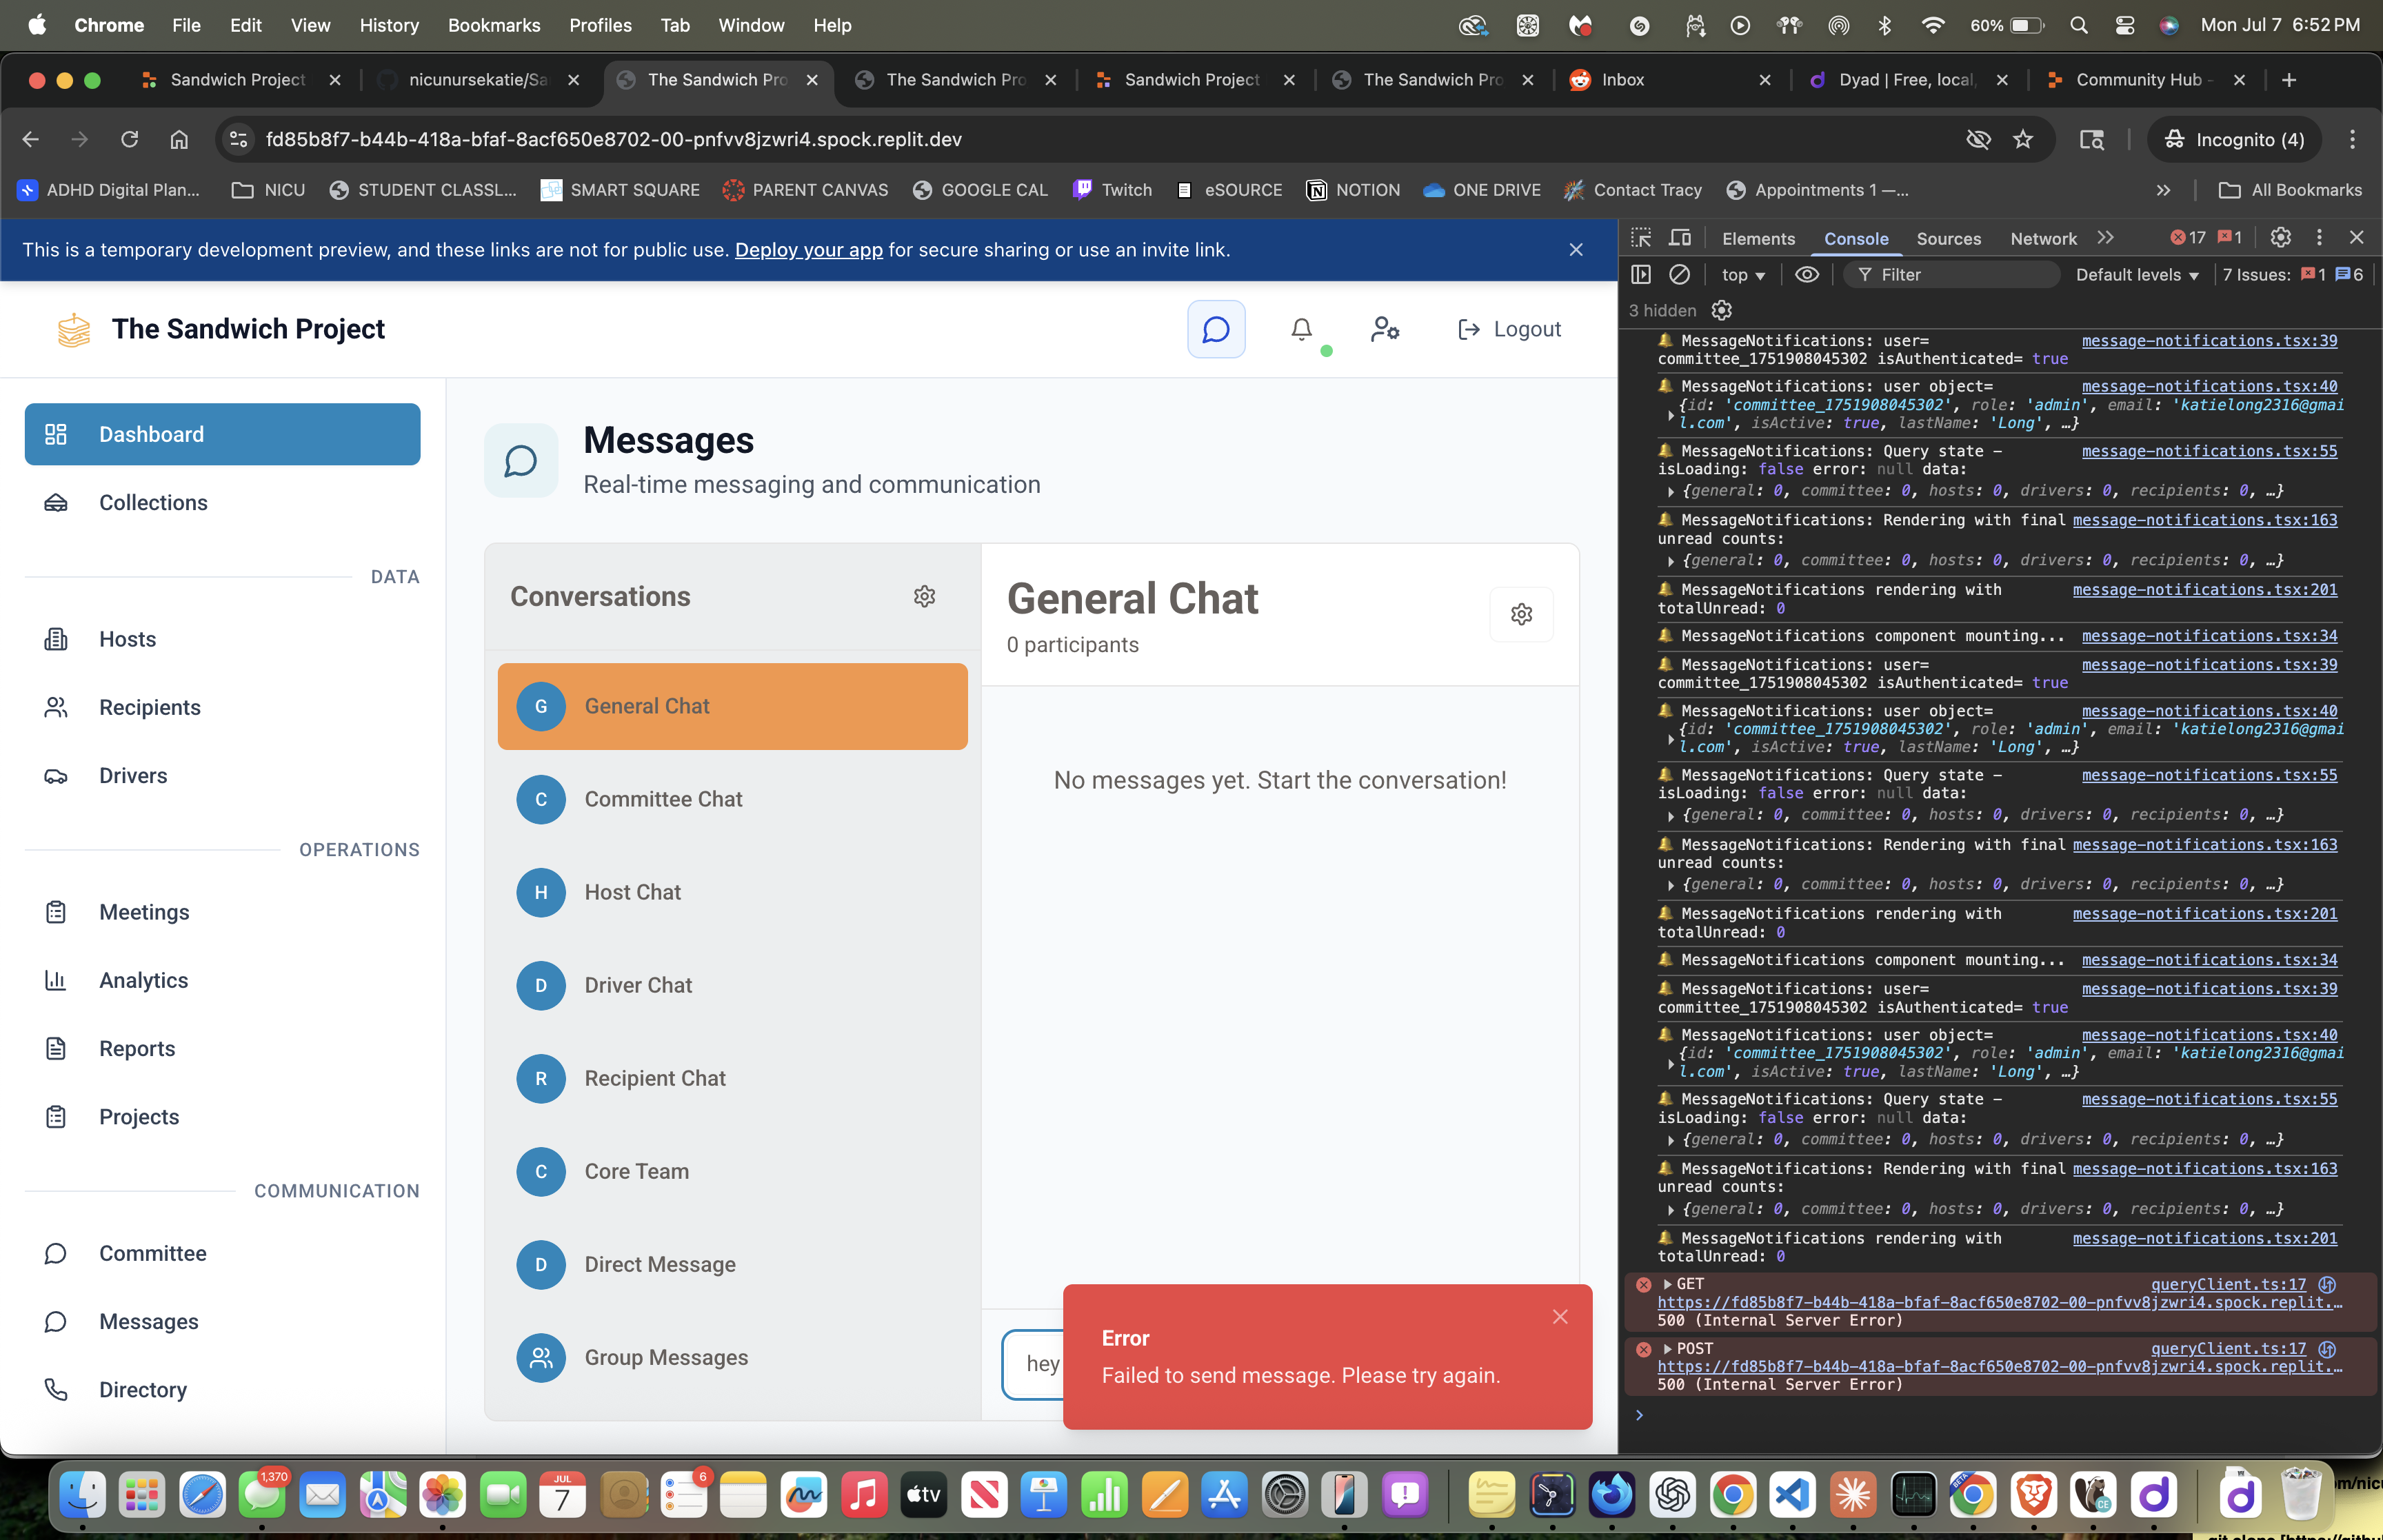 Chrome File Edit View History Bookmarks Profiles Tab Window Help
60% Mon Jul 7 6:52 PM
Sandwich Project
nicunursekatie/Sa
The Sandwich Pro
The Sandwich Pro
Sandwich Project
The Sandwich Pro
Inbox
Dyad | Free, local,
Community Hub -
fd85b8f7-b44b-418a-bfaf-8acf650e8702-00-pnfvv8jzwri4.spock.replit.dev
Incognito (4)
ADHD Digital Plan...
NICU
STUDENT CLASSL...
SMART SQUARE
PARENT CANVAS
GOOGLE CAL
Twitch
eSOURCE
NOTION
ONE DRIVE
Contact Tracy
Appointments 1 —...
All Bookmarks
This is a temporary development preview, and these links are not for public use. Deploy your app for secure sharing or use an invite link.
The Sandwich Project
Logout
Dashboard
Collections
DATA
Hosts
Recipients
Drivers
OPERATIONS
Meetings
Analytics
Reports
Projects
COMMUNICATION
Committee
Messages
Directory
Messages
Real-time messaging and communication
Conversations
G General Chat
C Committee Chat
H Host Chat
D Driver Chat
R Recipient Chat
C Core Team
D Direct Message
Group Messages
General Chat
0 participants
No messages yet. Start the conversation!
hey
Error
Failed to send message. Please try again.
Elements Console Sources Network 17 1
top Filter Default levels 7 Issues: 1 6
3 hidden
MessageNotifications: user= message-notifications.tsx:39
committee_1751908045302 isAuthenticated= true
MessageNotifications: user object= message-notifications.tsx:40
{id: 'committee_1751908045302', role: 'admin', email: 'katielong2316@gmai
l.com', isActive: true, lastName: 'Long', …}
MessageNotifications: Query state – message-notifications.tsx:55
isLoading: false error: null data:
{general: 0, committee: 0, hosts: 0, drivers: 0, recipients: 0, …}
MessageNotifications: Rendering with final message-notifications.tsx:163
unread counts:
{general: 0, committee: 0, hosts: 0, drivers: 0, recipients: 0, …}
MessageNotifications rendering with message-notifications.tsx:201
totalUnread: 0
MessageNotifications component mounting... message-notifications.tsx:34
MessageNotifications: user= message-notifications.tsx:39
committee_1751908045302 isAuthenticated= true
MessageNotifications: user object= message-notifications.tsx:40
{id: 'committee_1751908045302', role: 'admin', email: 'katielong2316@gmai
l.com', isActive: true, lastName: 'Long', …}
MessageNotifications: Query state – message-notifications.tsx:55
isLoading: false error: null data:
{general: 0, committee: 0, hosts: 0, drivers: 0, recipients: 0, …}
MessageNotifications: Rendering with final message-notifications.tsx:163
unread counts:
{general: 0, committee: 0, hosts: 0, drivers: 0, recipients: 0, …}
MessageNotifications rendering with message-notifications.tsx:201
totalUnread: 0
MessageNotifications component mounting... message-notifications.tsx:34
MessageNotifications: user= message-notifications.tsx:39
committee_1751908045302 isAuthenticated= true
MessageNotifications: user object= message-notifications.tsx:40
{id: 'committee_1751908045302', role: 'admin', email: 'katielong2316@gmai
l.com', isActive: true, lastName: 'Long', …}
MessageNotifications: Query state – message-notifications.tsx:55
isLoading: false error: null data:
{general: 0, committee: 0, hosts: 0, drivers: 0, recipients: 0, …}
MessageNotifications: Rendering with final message-notifications.tsx:163
unread counts:
{general: 0, committee: 0, hosts: 0, drivers: 0, recipients: 0, …}
MessageNotifications rendering with message-notifications.tsx:201
totalUnread: 0
GET queryClient.ts:17
https://fd85b8f7-b44b-418a-bfaf-8acf650e8702-00-pnfvv8jzwri4.spock.replit.…
500 (Internal Server Error)
POST queryClient.ts:17
https://fd85b8f7-b44b-418a-bfaf-8acf650e8702-00-pnfvv8jzwri4.spock.replit.…
500 (Internal Server Error)
1,370
JUL
7
6
tv
BETA
CE